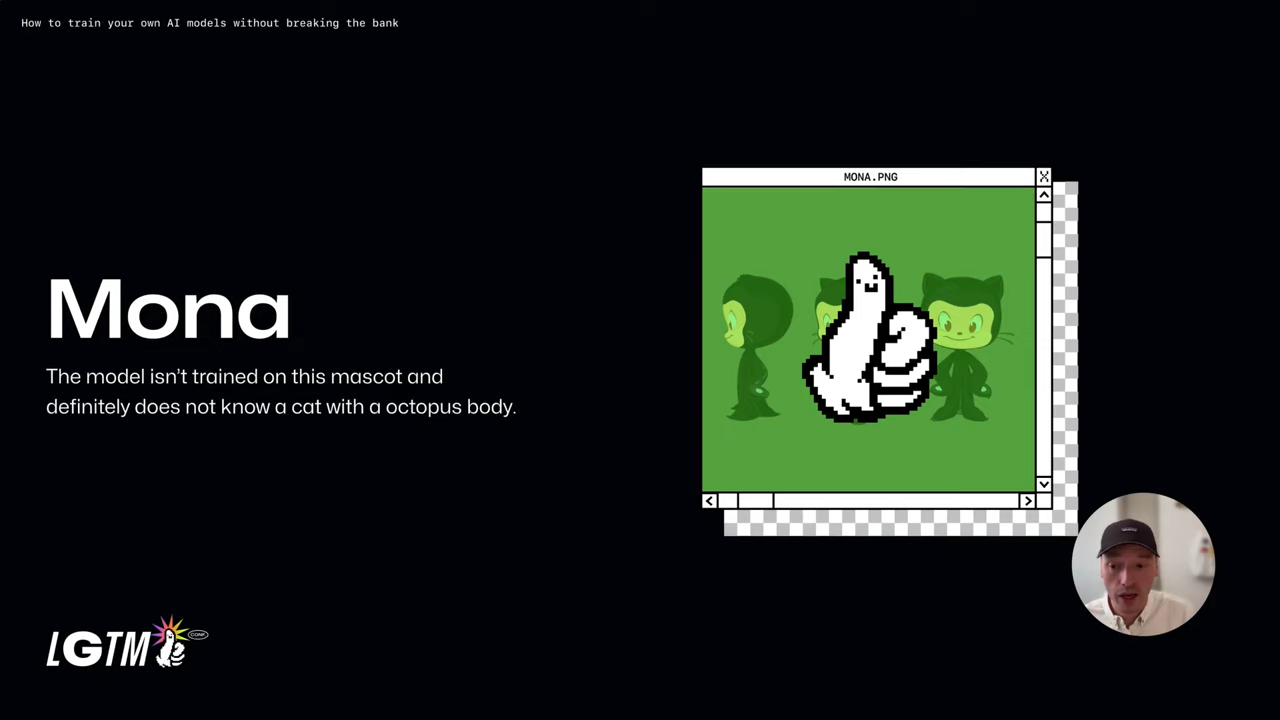 How to train your own AI models without breaking the bank
MONA.PNG
Mona
The model isn't trained on this mascot and
definitely does not know a cat with a octopus body.
LGTM
CONF